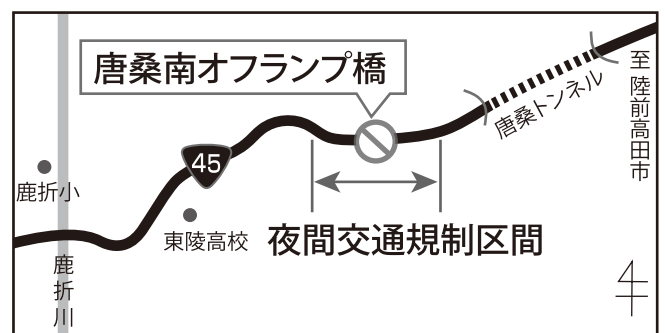 唐桑南オフランプ橋
至 陸前高田市
唐桑トンネル
45
鹿折小
東陵高校
夜間交通規制区間
鹿折川